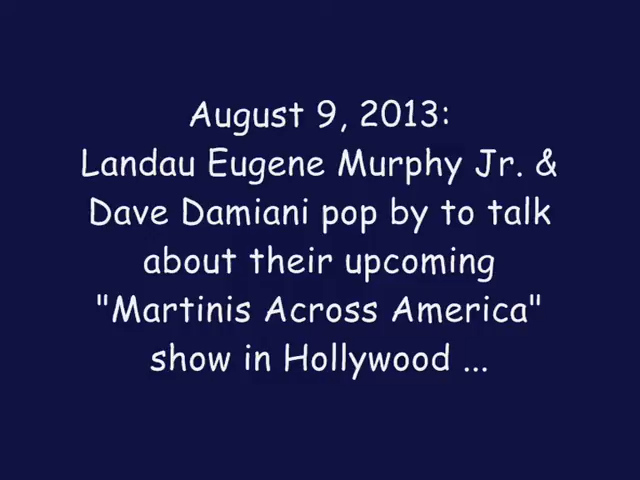 August 9, 2013:
Landau Eugene Murphy Jr. &
Dave Damiani pop by to talk
about their upcoming
"Martinis Across America"
show in Hollywood ...